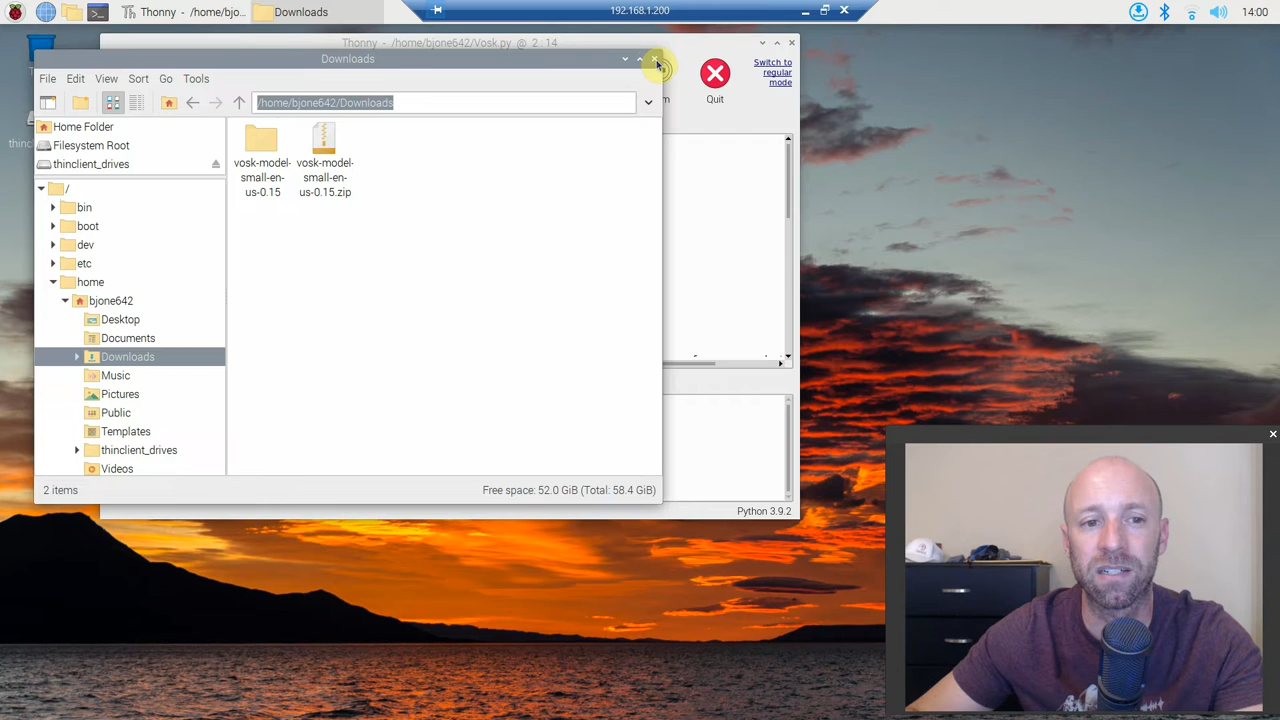 Thonny - /home/bjo...
Downloads
192.168.1.200
14:00
Thonny - /home/bjone642/Vosk.py @ 2 : 14
Downloads
Switch to
regular
mode
File Edit View Sort Go Tools
Quit
/home/bjone642/Downloads
Home Folder
Filesystem Root
thinclient_drives
/
bin
boot
dev
etc
home
bjone642
Desktop
Documents
Downloads
Music
Pictures
Public
Templates
thinclient_drives
Videos
vosk-model-
small-en-
us-0.15
vosk-model-
small-en-
us-0.15.zip
2 items
Free space: 52.0 GiB (Total: 58.4 GiB)
Python 3.9.2